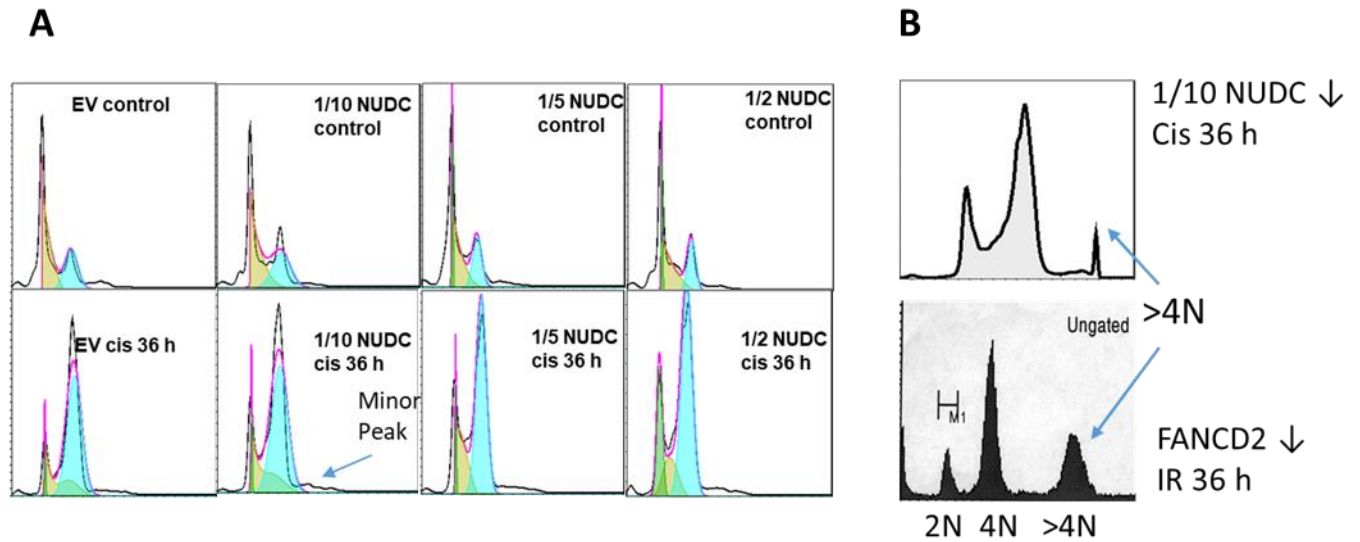 A
B
EV control
1/10 NUDC
control
1/5 NUDC
control
1/2 NUDC
control
EV cis 36 h
1/10 NUDC
cis 36 h
Minor
Peak
1/5 NUDC
cis 36 h
1/2 NUDC
cis 36 h
1/10 NUDC ↓
Cis 36 h
>4N
Ungated
M1
FANCD2 ↓
IR 36 h
2N 4N >4N